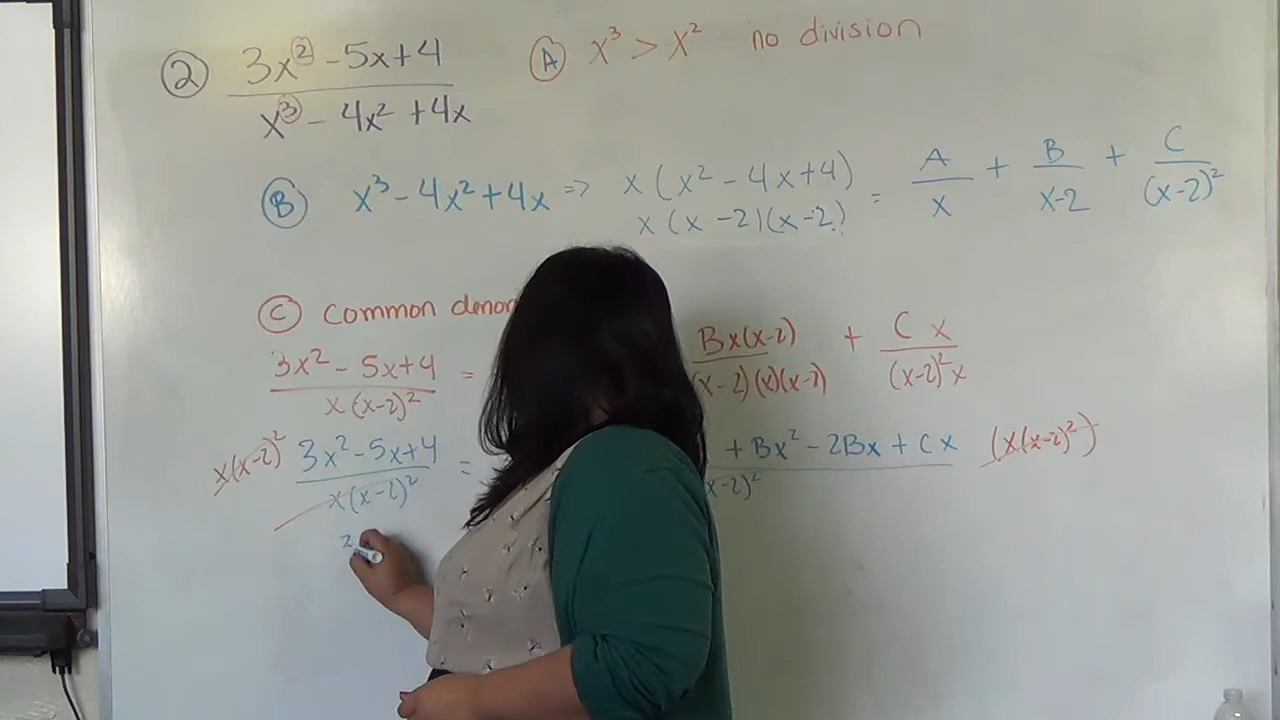 ② 3x² - 5x + 4 Ⓐ x³ > x² no division
x³ - 4x² + 4x
Ⓑ x³ - 4x² + 4x => x(x² - 4x + 4) = A/x + B/x-2 + C/(x-2)²
x(x-2)(x-2)
Ⓒ Common
3x² - 5x + 4 = Bx(x-2) + Cx
x(x-2)² (x-2)(x)(x-2) (x-2)²x
x(x-2)² 3x² - 5x + 4 = + Bx² - 2Bx + Cx (x(x-2)²)
x(x-2)² x-2)²